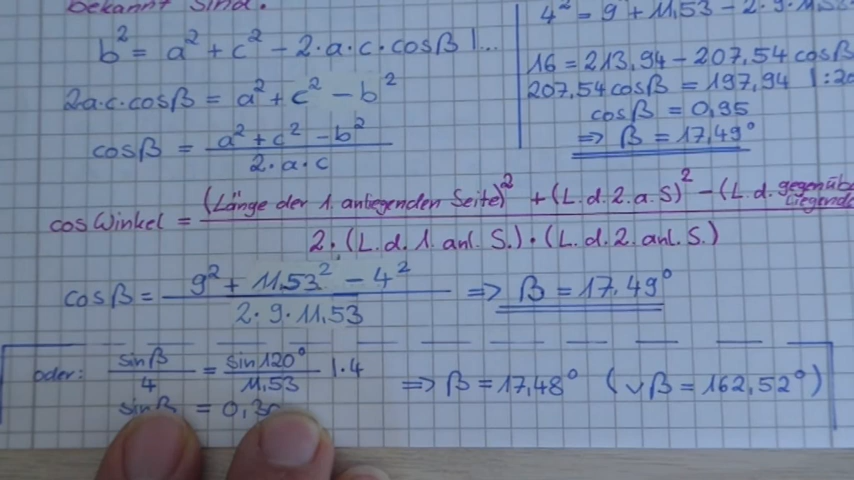 bekannt sind.
b² = a² + c² - 2·a·c·cosβ |...
2a·c·cosβ = a² + c² - b²
cosβ = (a² + c² - b²) / (2·a·c)
4² = 9 + 11,53 - 2·9·11,53
16 = 213,94 - 207,54 cosβ
207,54 cosβ = 197,94 |:20
cosβ = 0,95
=> β = 17,49°
cos Winkel = ((Länge der 1. anliegenden Seite)² + (L.d.2.a.S)² - (L.d. gegenüb liegende) / (2·(L.d.1.anl.S.)·(L.d.2.anl.S.))
cosβ = (9² + 11,53² - 4²) / (2·9·11,53) => β = 17,49°
oder: sinβ / 4 = sin120° / 11,53 |·4 => β = 17,48° (∨ β = 162,52°)
sinβ = 0,30